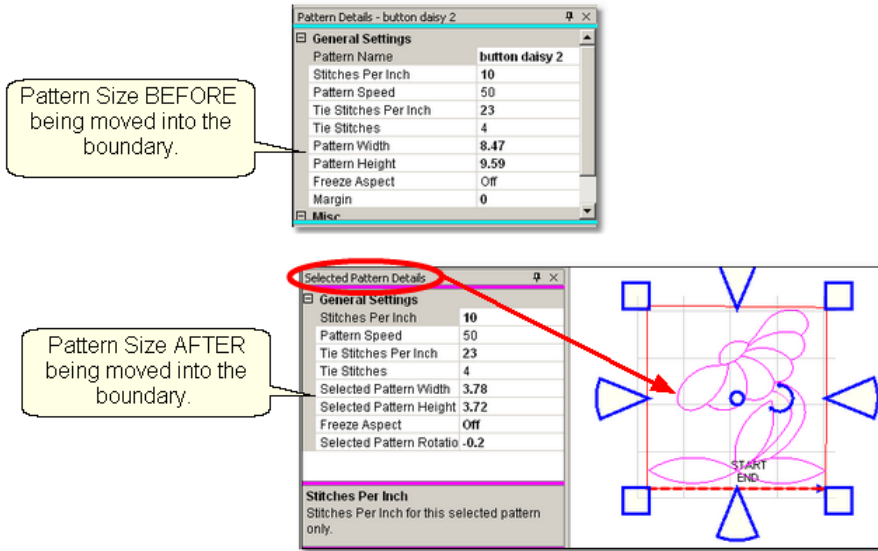 Pattern Details - button daisy 2
General Settings
Pattern Name button daisy 2
Stitches Per Inch 10
Pattern Speed 50
Tie Stitches Per Inch 23
Tie Stitches 4
Pattern Width 8.47
Pattern Height 9.59
Freeze Aspect Off
Margin 0
Misc
Pattern Size BEFORE
being moved into the
boundary.
Selected Pattern Details
General Settings
Stitches Per Inch 10
Pattern Speed 50
Tie Stitches Per Inch 23
Tie Stitches 4
Selected Pattern Width 3.78
Selected Pattern Height 3.72
Freeze Aspect Off
Selected Pattern Rotatio -0.2
Stitches Per Inch
Stitches Per Inch for this selected pattern
only.
Pattern Size AFTER
being moved into the
boundary.
START
END